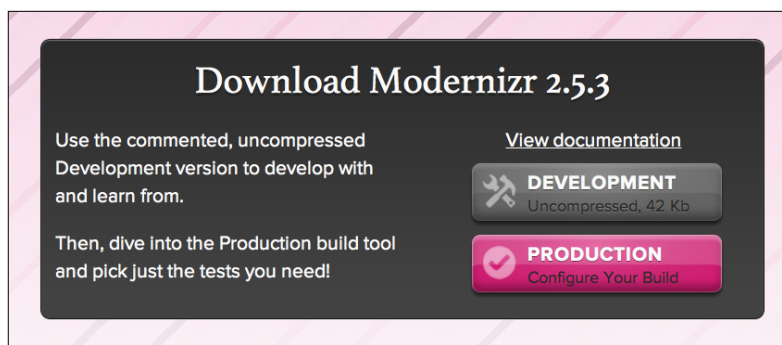 Download Modernizr 2.5.3
Use the commented, uncompressed
Development version to develop with
and learn from.
Then, dive into the Production build tool
and pick just the tests you need!
View documentation
DEVELOPMENT
Uncompressed, 42 Kb
PRODUCTION
Configure Your Build